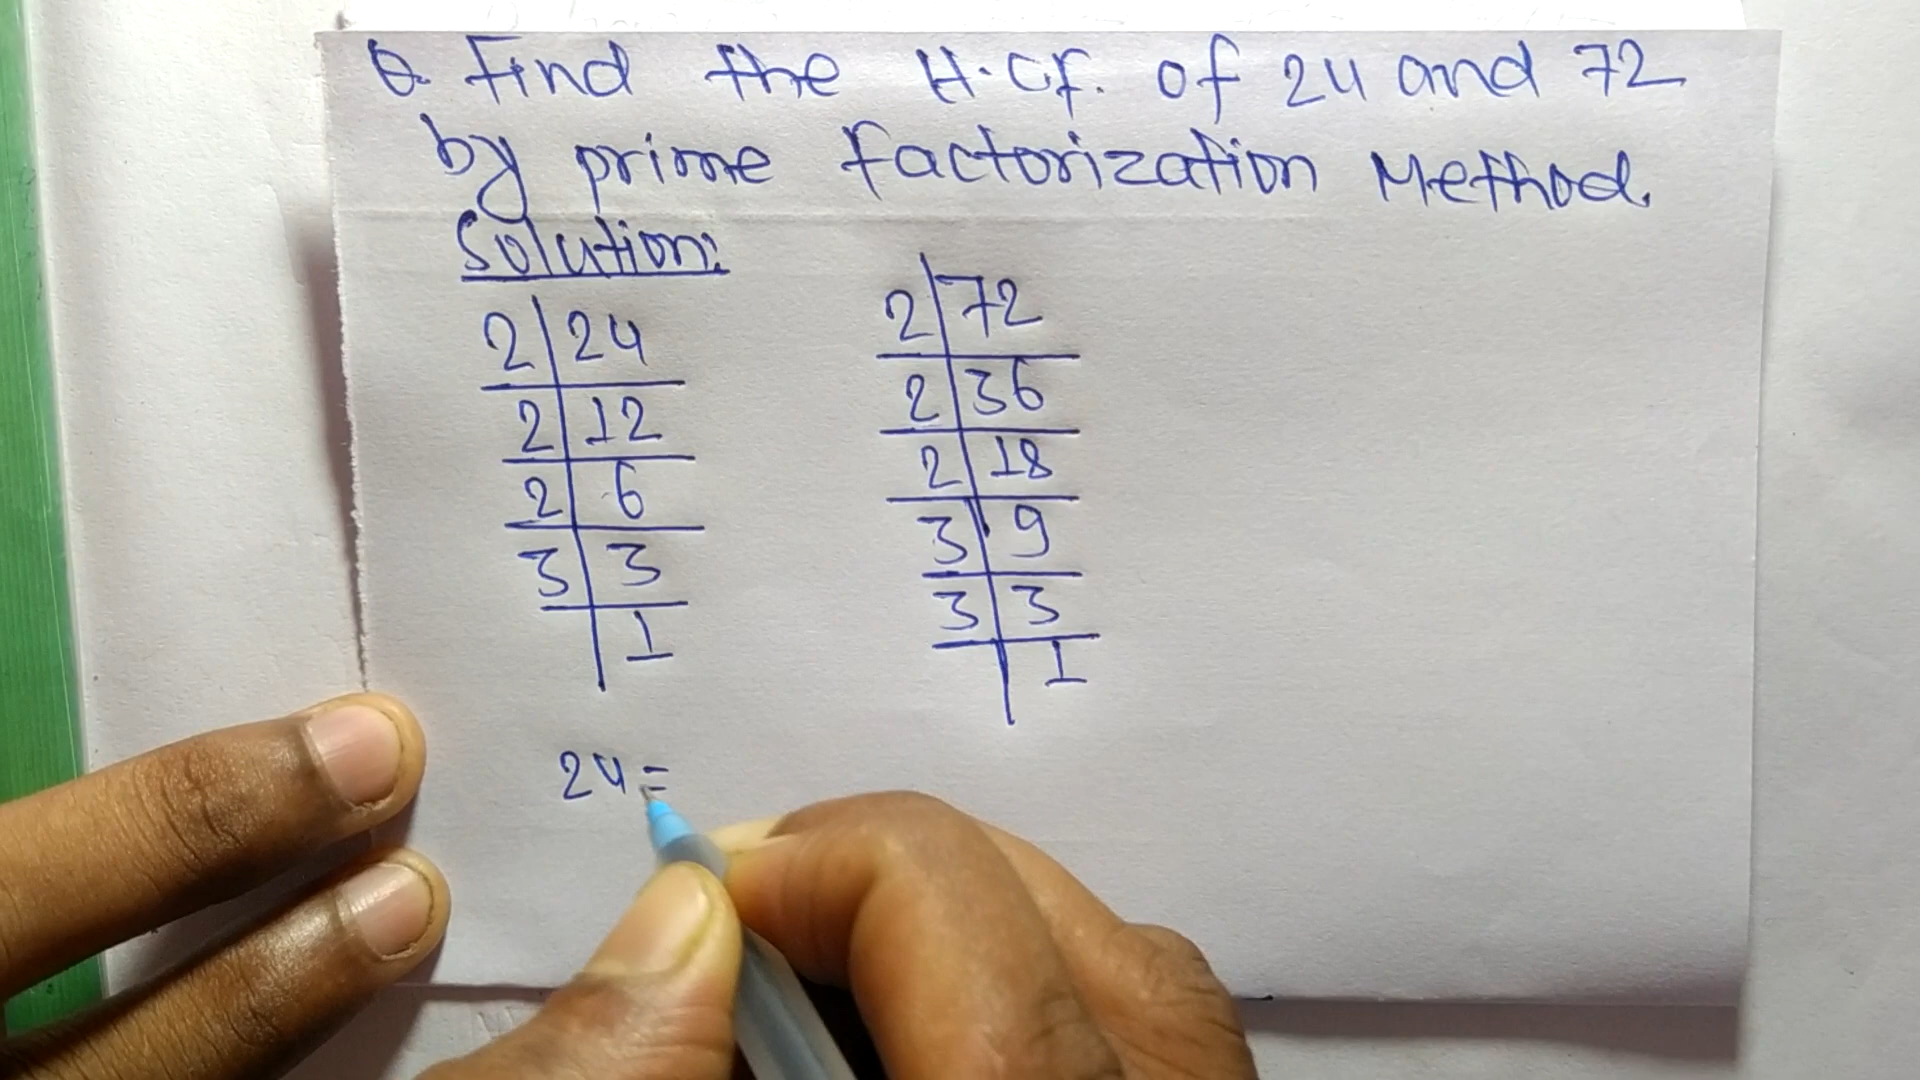 Q. Find the H.CF. of 24 and 72
by prime factorization Method.
Solution:
2 | 24
2 | 12
2 | 6
3 | 3
| 1
2 | 72
2 | 36
2 | 18
3 | 9
3 | 3
| 1
24=